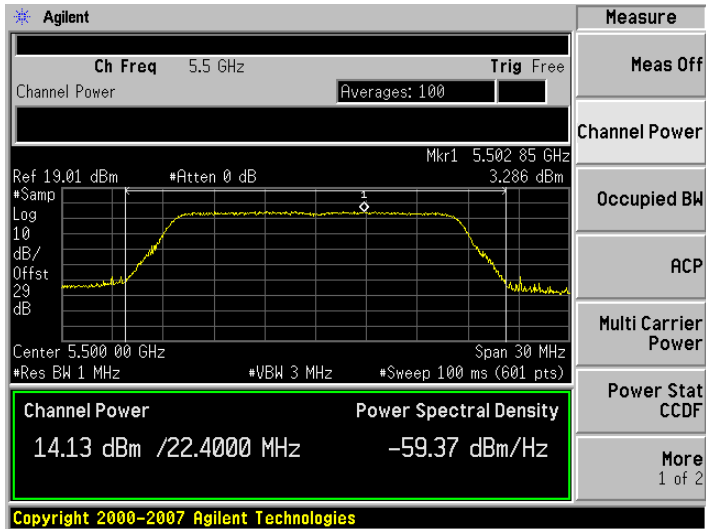 Agilent
Measure
Ch Freq 5.5 GHz Trig Free
Channel Power Averages: 100
Mkr1 5.502 85 GHz
Ref 19.01 dBm #Atten 0 dB 3.286 dBm
#Samp
Log
10
dB/
Offst
29
dB
1
Center 5.500 00 GHz Span 30 MHz
#Res BW 1 MHz #VBW 3 MHz #Sweep 100 ms (601 pts)
Channel Power Power Spectral Density
14.13 dBm /22.4000 MHz -59.37 dBm/Hz
Copyright 2000-2007 Agilent Technologies
Meas Off
Channel Power
Occupied BW
ACP
Multi Carrier
Power
Power Stat
CCDF
More
1 of 2